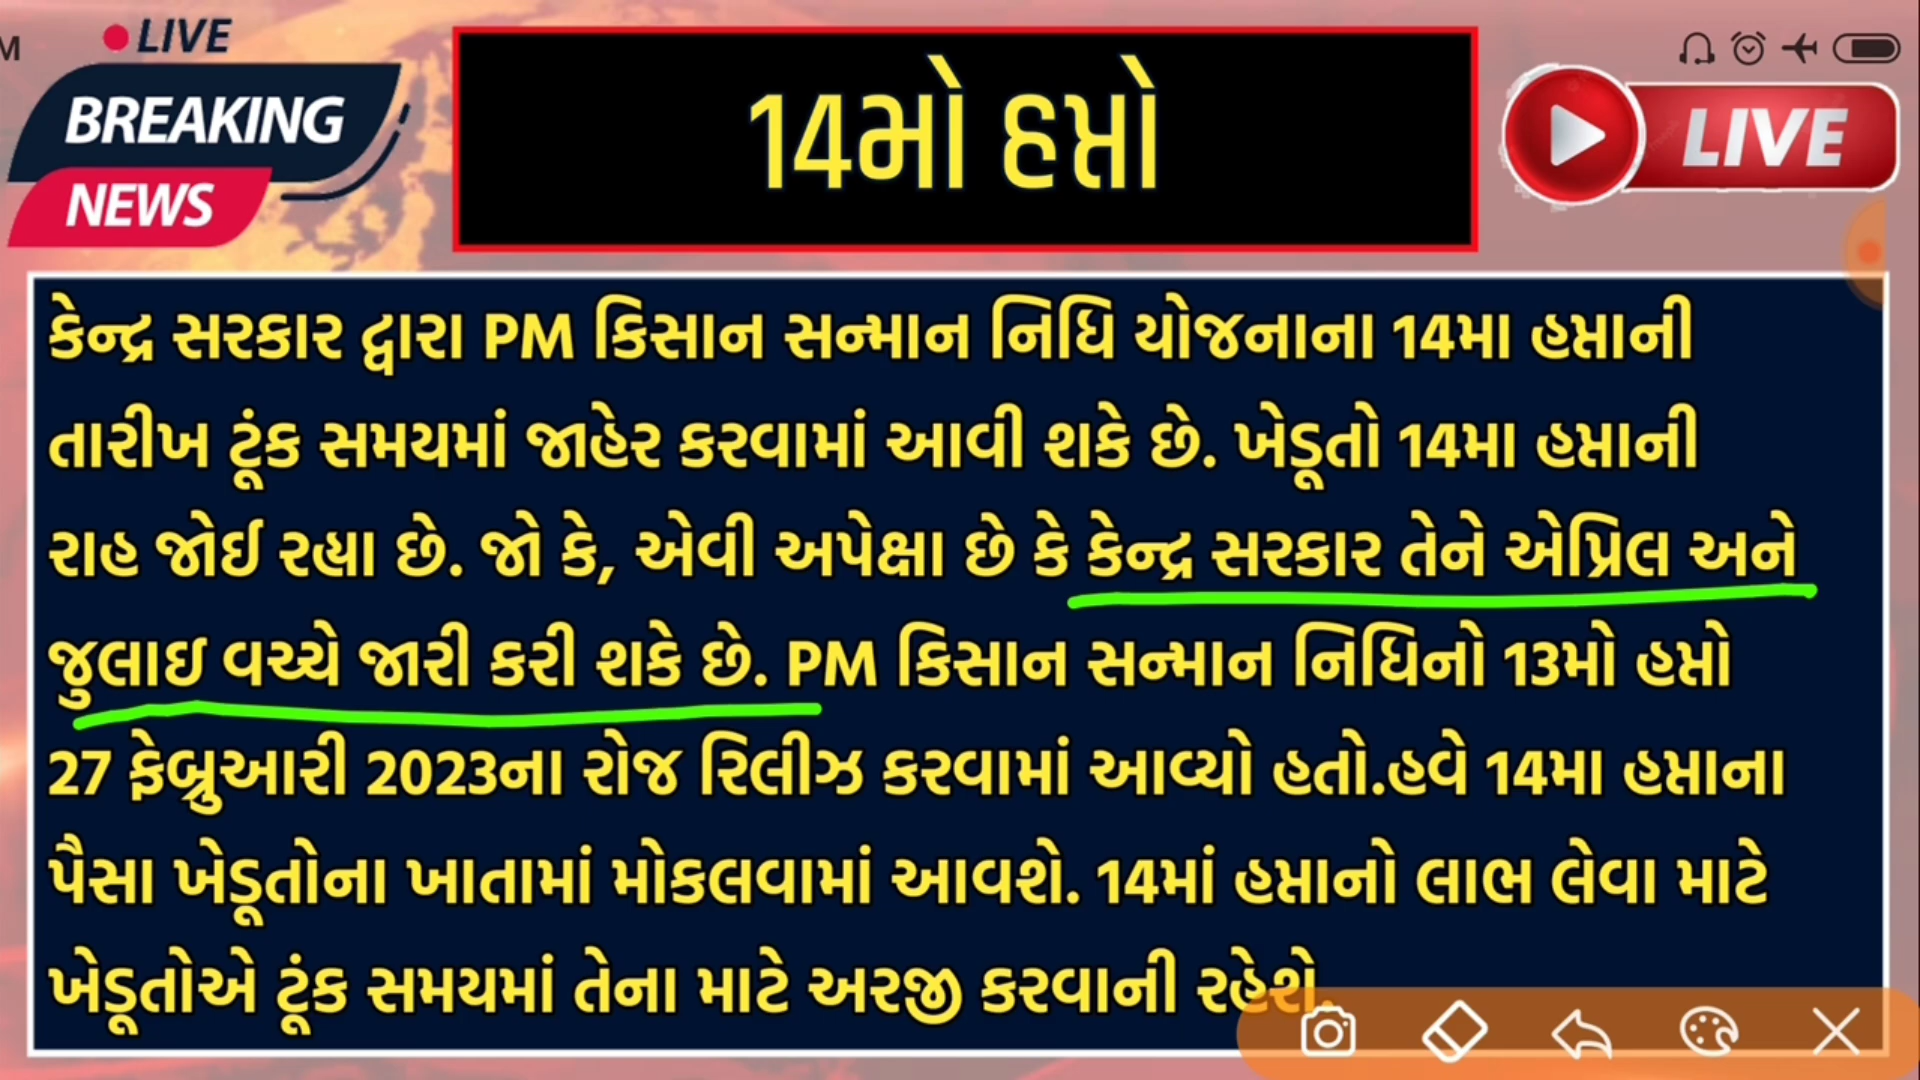 M
LIVE
BREAKING
NEWS
14મો હપ્તો
LIVE
કેન્દ્ર સરકાર દ્વારા PM કિસાન સન્માન નિધિ યોજનાના 14મા હપ્તાની
તારીખ ટૂંક સમયમાં જાહેર કરવામાં આવી શકે છે. ખેડૂતો 14મા હપ્તાની
રાહ જોઈ રહ્યા છે. જો કે, એવી અપેક્ષા છે કે કેન્દ્ર સરકાર તેને એપ્રિલ અને
જુલાઇ વચ્ચે જારી કરી શકે છે. PM કિસાન સન્માન નિધિનો 13મો હપ્તો
27 ફેબ્રુઆરી 2023ના રોજ રિલીઝ કરવામાં આવ્યો હતો.હવે 14મા હપ્તાના
પૈસા ખેડૂતોના ખાતામાં મોકલવામાં આવશે. 14માં હપ્તાનો લાભ લેવા માટે
ખેડૂતોએ ટૂંક સમયમાં તેના માટે અરજી કરવાની રહેશે.